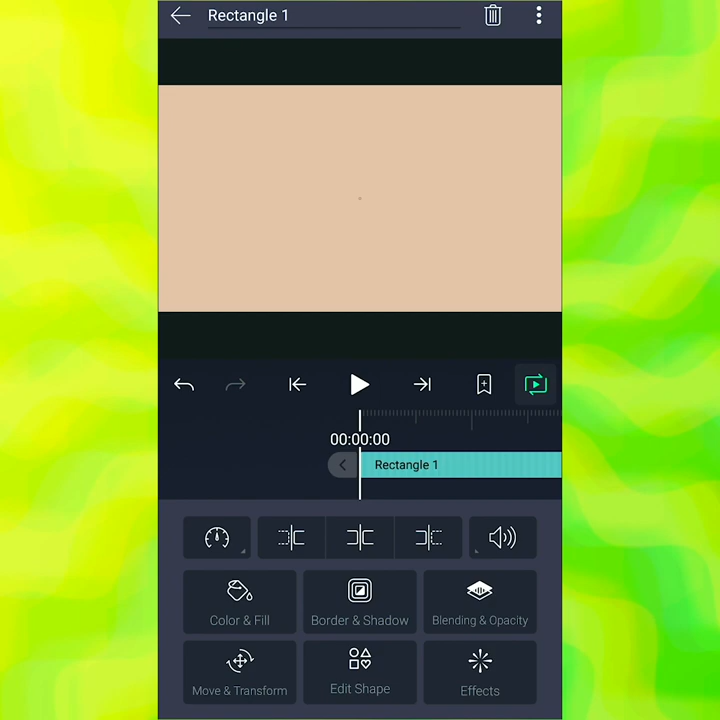 Rectangle 1
00:00:00
Rectangle 1
Color & Fill
Border & Shadow
Blending & Opacity
Move & Transform
Edit Shape
Effects